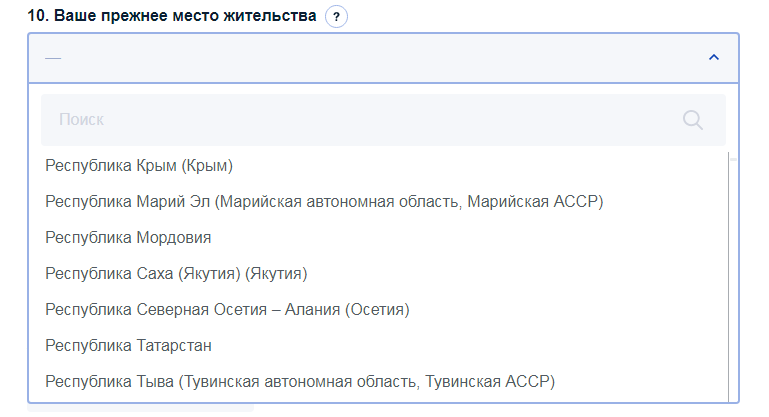 10. Ваше прежнее место жительства ?
—
Поиск
Республика Крым (Крым)
Республика Марий Эл (Марийская автономная область, Марийская АССР)
Республика Мордовия
Республика Саха (Якутия) (Якутия)
Республика Северная Осетия – Алания (Осетия)
Республика Татарстан
Республика Тыва (Тувинская автономная область, Тувинская АССР)